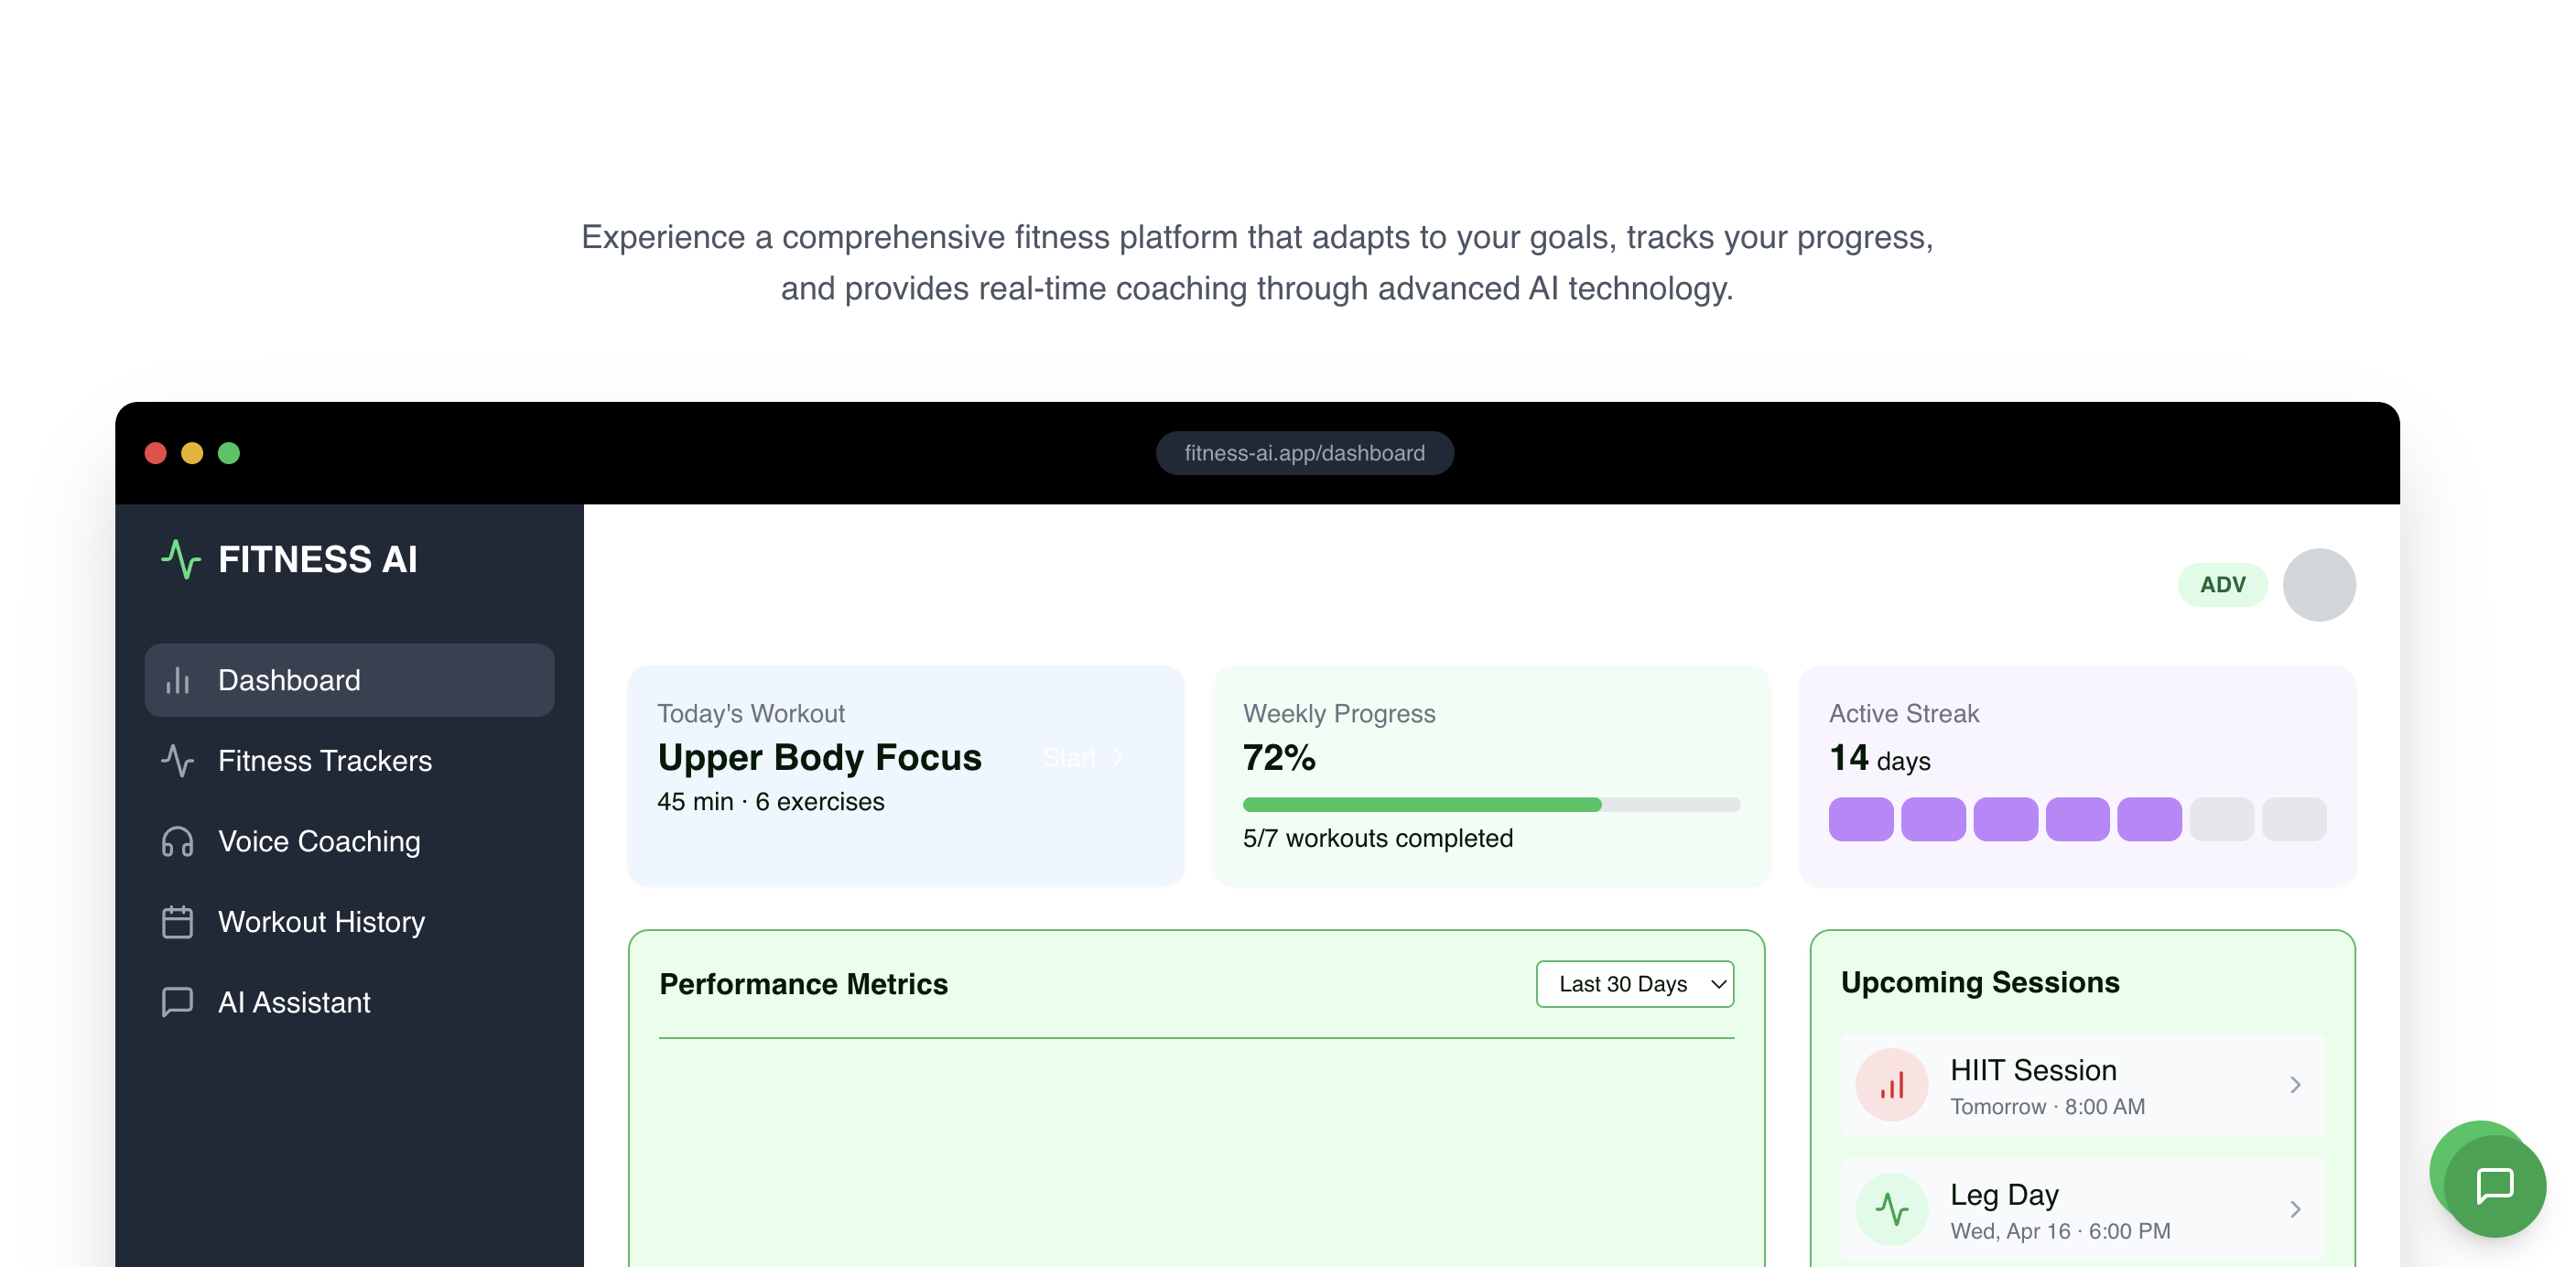 Experience a comprehensive fitness platform that adapts to your goals, tracks your progress,
and provides real-time coaching through advanced AI technology.
fitness-ai.app/dashboard
FITNESS AI
Dashboard
Fitness Trackers
Voice Coaching
Workout History
AI Assistant
ADV
Today's Workout
Upper Body Focus
Start
45 min · 6 exercises
Weekly Progress
72%
5/7 workouts completed
Active Streak
14 days
Performance Metrics
Last 30 Days
Upcoming Sessions
HIIT Session
Tomorrow · 8:00 AM
Leg Day
Wed, Apr 16 · 6:00 PM